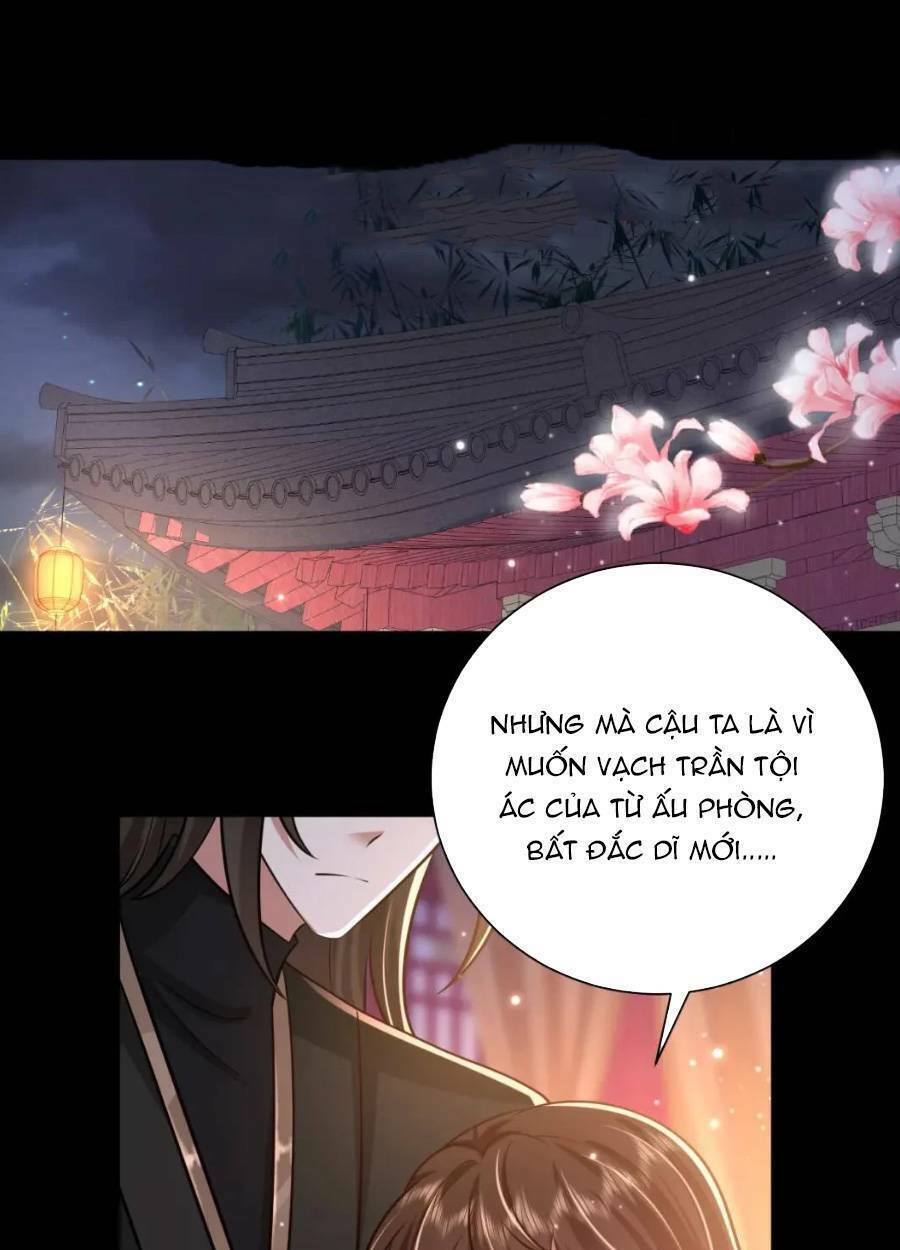 NHƯNG MÀ CẬU TA LÀ VÌ
MUỐN VẠCH TRẦN TỘI
ÁC CỦA TỪ ẤU PHÒNG,
BẤT ĐẮC DĨ MỚI.....